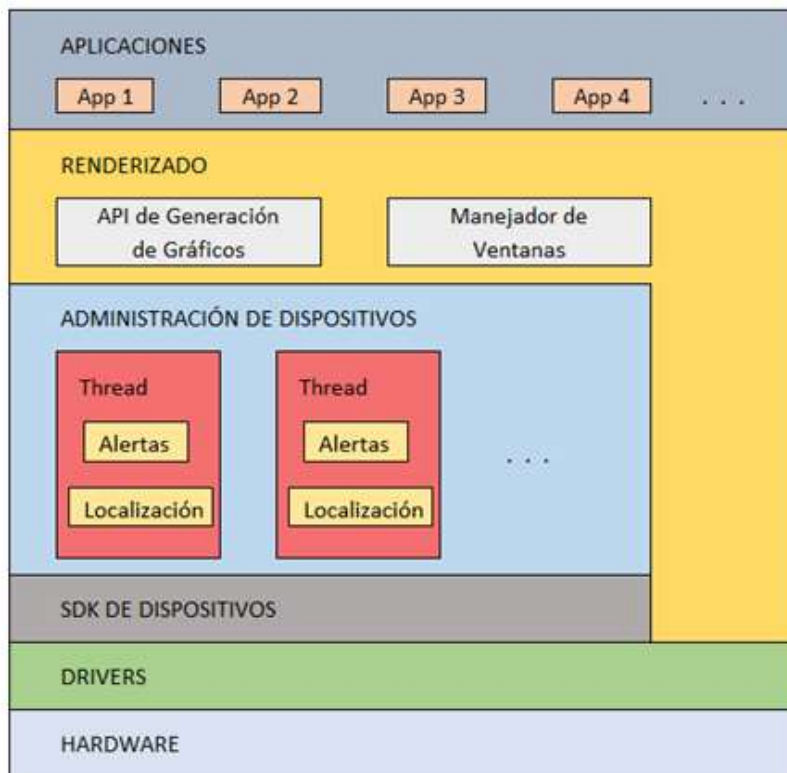 APLICACIONES
App 1
App 2
App 3
App 4
. . .
RENDERIZADO
API de Generación
de Gráficos
Manejador de
Ventanas
ADMINISTRACIÓN DE DISPOSITIVOS
Thread
Alertas
Localización
Thread
Alertas
Localización
. . .
SDK DE DISPOSITIVOS
DRIVERS
HARDWARE